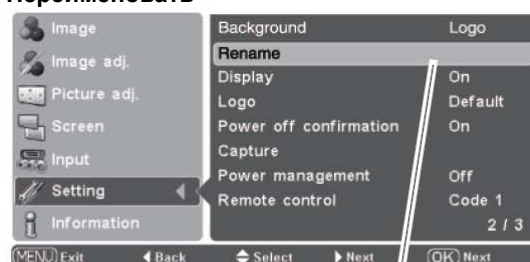 Переименовать
Image
Image adj.
Picture adj.
Screen
Input
Setting
Information
Background Logo
Rename
Display On
Logo Default
Power off confirmation On
Capture
Power management Off
Remote control Code 1
2 / 3
MENU Exit Back Select Next OK Next